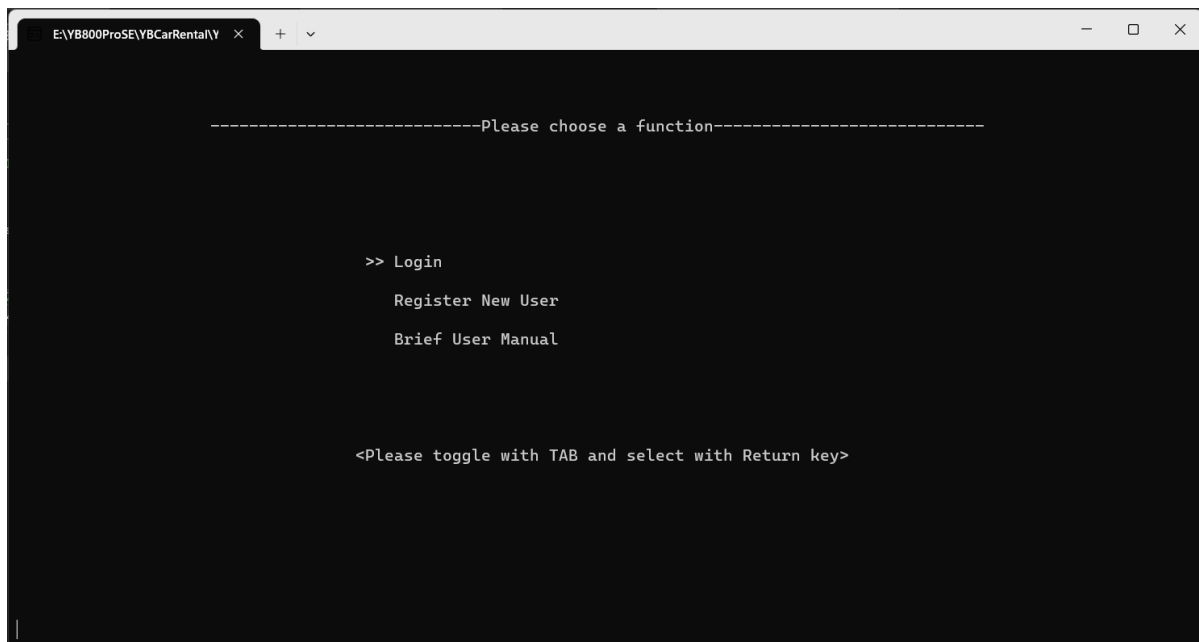 E:\YB800ProSE\YBCarRental\Y
----------------------------Please choose a function----------------------------
>> Login
Register New User
Brief User Manual
<Please toggle with TAB and select with Return key>